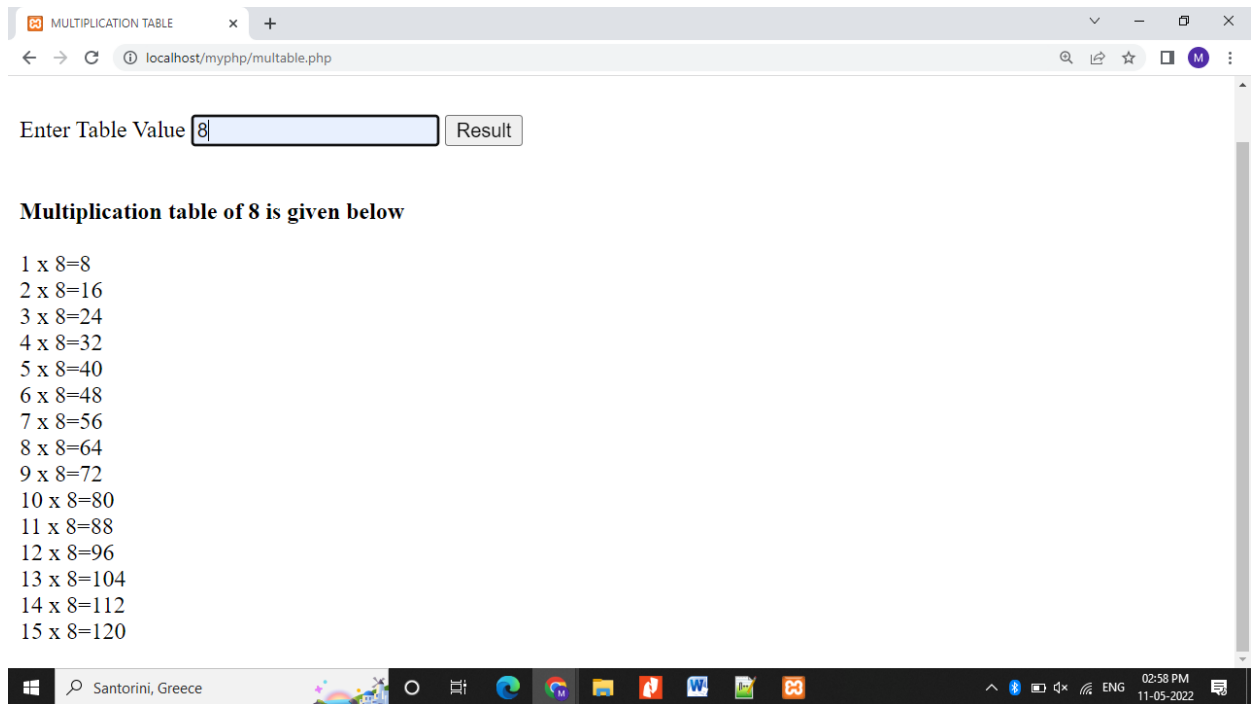 MULTIPLICATION TABLE
localhost/myphp/multable.php
M
Enter Table Value 8 Result
Multiplication table of 8 is given below
1 x 8=8
2 x 8=16
3 x 8=24
4 x 8=32
5 x 8=40
6 x 8=48
7 x 8=56
8 x 8=64
9 x 8=72
10 x 8=80
11 x 8=88
12 x 8=96
13 x 8=104
14 x 8=112
15 x 8=120
Santorini, Greece
ENG
02:58 PM
11-05-2022